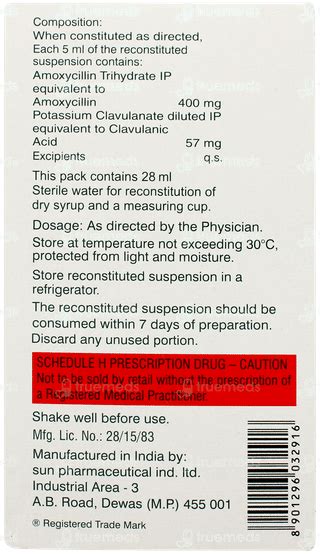 Composition:
When constituted as directed,
Each 5 ml of the reconstituted
suspension contains:
Amoxycillin Trihydrate IP
equivalent to
Amoxycillin 400 mg
Potassium Clavulanate diluted IP
equivalent to Clavulanic
Acid 57 mg
Excipients q.s.
This pack contains 28 ml
Sterile water for reconstitution of
dry syrup and a measuring cup.
Dosage: As directed by the Physician.
Store at temperature not exceeding 30°C,
protected from light and moisture.
Store reconstituted suspension in a
refrigerator.
The reconstituted suspension should be
consumed within 7 days of preparation.
Discard any unused portion.
SCHEDULE H PRESCRIPTION DRUG – CAUTION
Not to be sold by retail without the prescription of
a Registered Medical Practitioner.
Shake well before use.
Mfg. Lic. No.: 28/15/83
Manufactured in India by:
sun pharmaceutical ind. ltd.
Industrial Area - 3
A.B. Road, Dewas (M.P.) 455 001
® Registered Trade Mark
8 901296 032916
truemeds